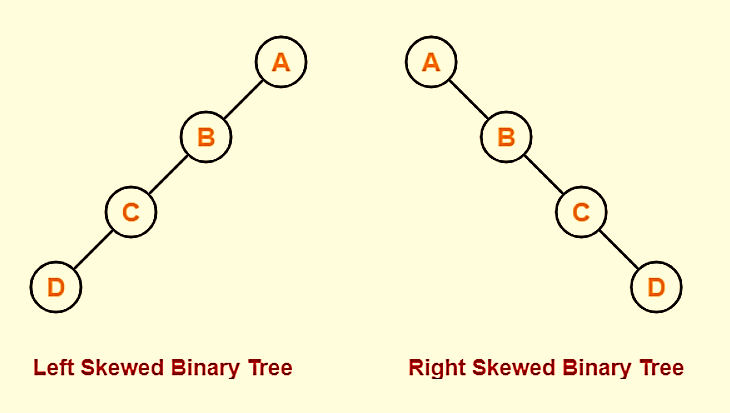 A
B
C
D
Left Skewed Binary Tree
A
B
C
D
Right Skewed Binary Tree